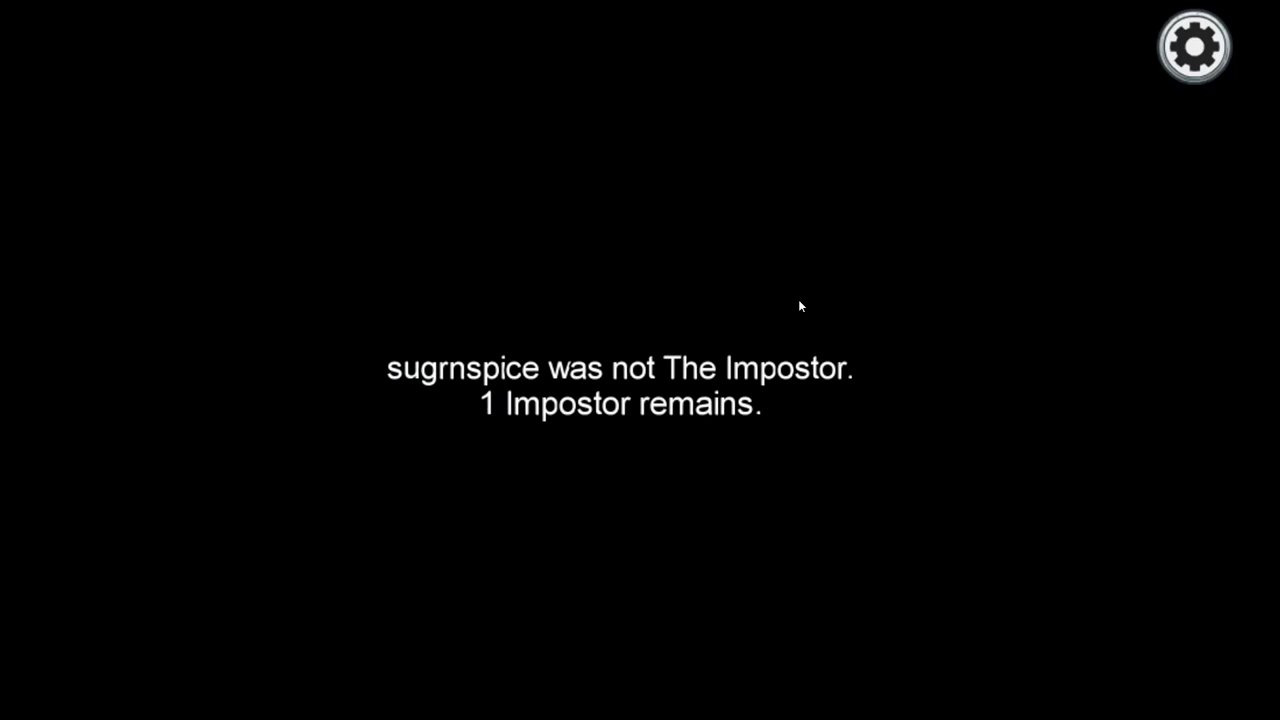 sugrnspice was not The Impostor.
1 Impostor remains.